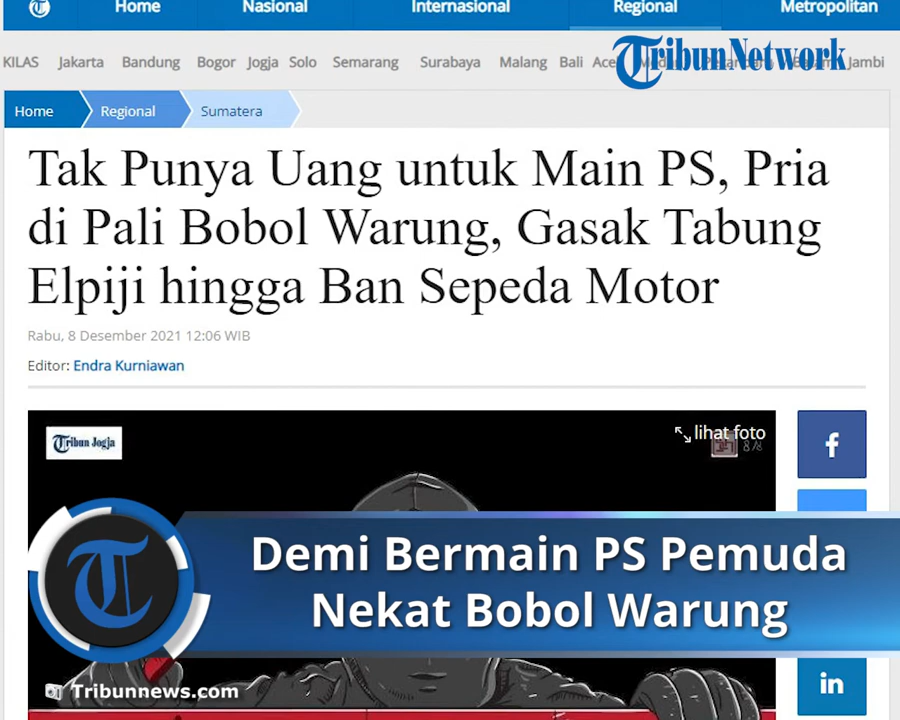 Home Nasional Internasional Regional Metropolitan
KILAS Jakarta Bandung Bogor Jogja Solo Semarang Surabaya Malang Bali Jambi
TribunNetwork
Home Regional Sumatera
Tak Punya Uang untuk Main PS, Pria
di Pali Bobol Warung, Gasak Tabung
Elpiji hingga Ban Sepeda Motor
Rabu, 8 Desember 2021 12:06 WIB
Editor: Endra Kurniawan
Tribun Jogja
lihat foto
Demi Bermain PS Pemuda
Nekat Bobol Warung
Tribunnews.com